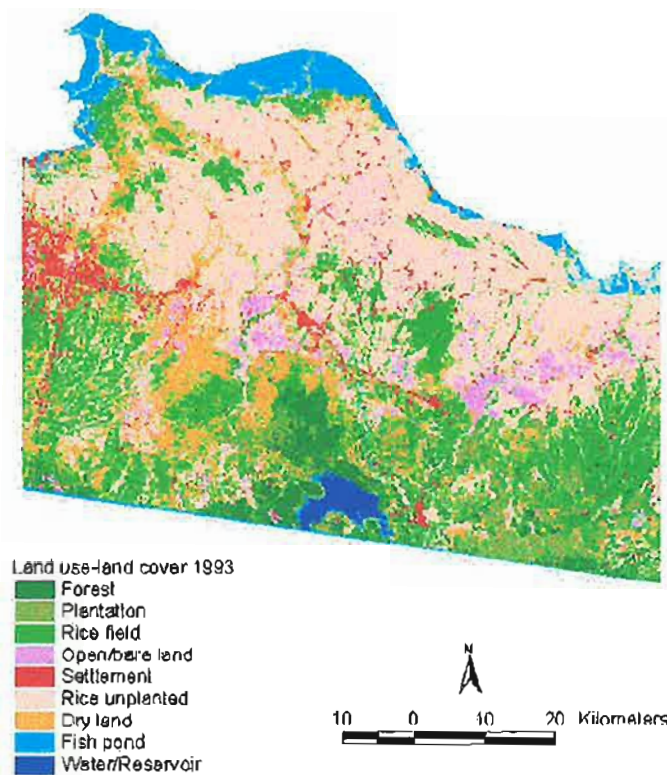 Land use-land cover 1993
Forest
Plantation
Rice field
Open/bare land
Settlement
Rice unplanted
Dry land
Fish pond
Water/Reservoir
N
10 0 10 20 Kilometers